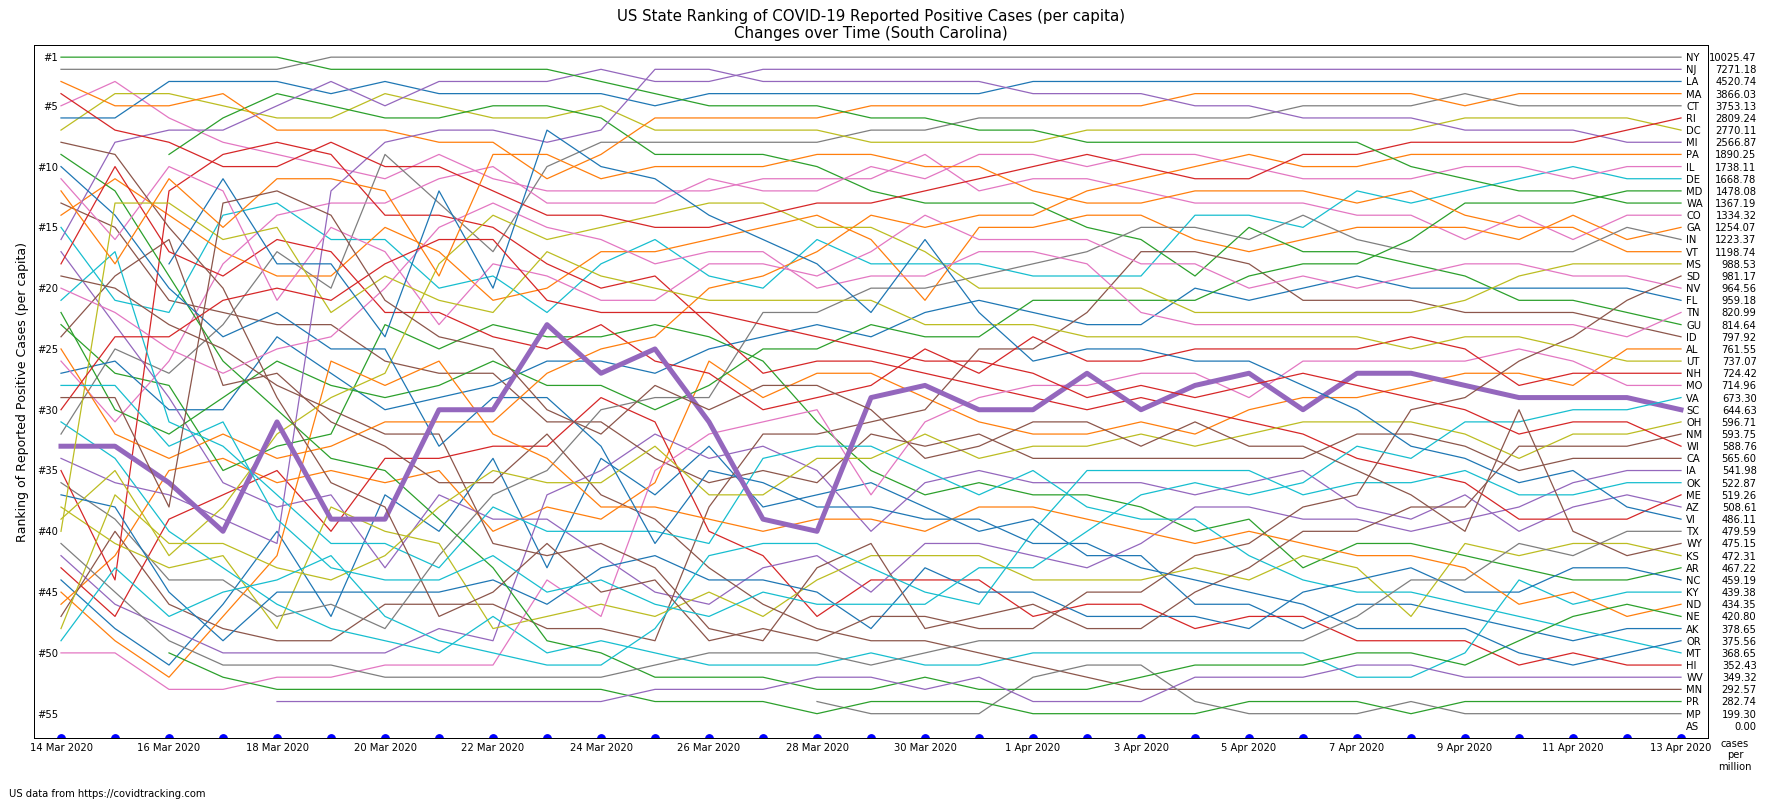 US State Ranking of COVID-19 Reported Positive Cases (per capita)
Changes over Time (South Carolina)
Ranking of Reported Positive Cases (per capita)
#1
#5
#10
#15
#20
#25
#30
#35
#40
#45
#50
#55
NY 10025.47
NJ 7271.18
LA 4520.74
MA 3866.03
CT 3753.13
RI 2809.24
DC 2770.11
MI 2566.87
PA 1890.25
IL 1738.11
DE 1668.78
MD 1478.08
WA 1367.19
CO 1334.32
GA 1254.07
IN 1223.37
VT 1198.74
MS 988.53
SD 981.17
NV 964.56
FL 959.18
TN 820.99
GU 814.64
ID 797.92
AL 761.55
UT 737.07
NH 724.42
MO 714.96
VA 673.30
SC 644.63
OH 596.71
NM 593.75
WI 588.76
CA 565.60
IA 541.98
OK 522.87
ME 519.26
AZ 508.61
VI 486.11
TX 479.59
WY 475.15
KS 472.31
AR 467.22
NC 459.19
KY 439.38
ND 434.35
NE 420.80
AK 378.65
OR 375.56
MT 368.65
HI 352.43
WV 349.32
MN 292.57
PR 282.74
MP 199.30
AS 0.00
14 Mar 2020 16 Mar 2020 18 Mar 2020 20 Mar 2020 22 Mar 2020 24 Mar 2020 26 Mar 2020 28 Mar 2020 30 Mar 2020 1 Apr 2020 3 Apr 2020 5 Apr 2020 7 Apr 2020 9 Apr 2020 11 Apr 2020 13 Apr 2020
cases
per
million
US data from https://covidtracking.com